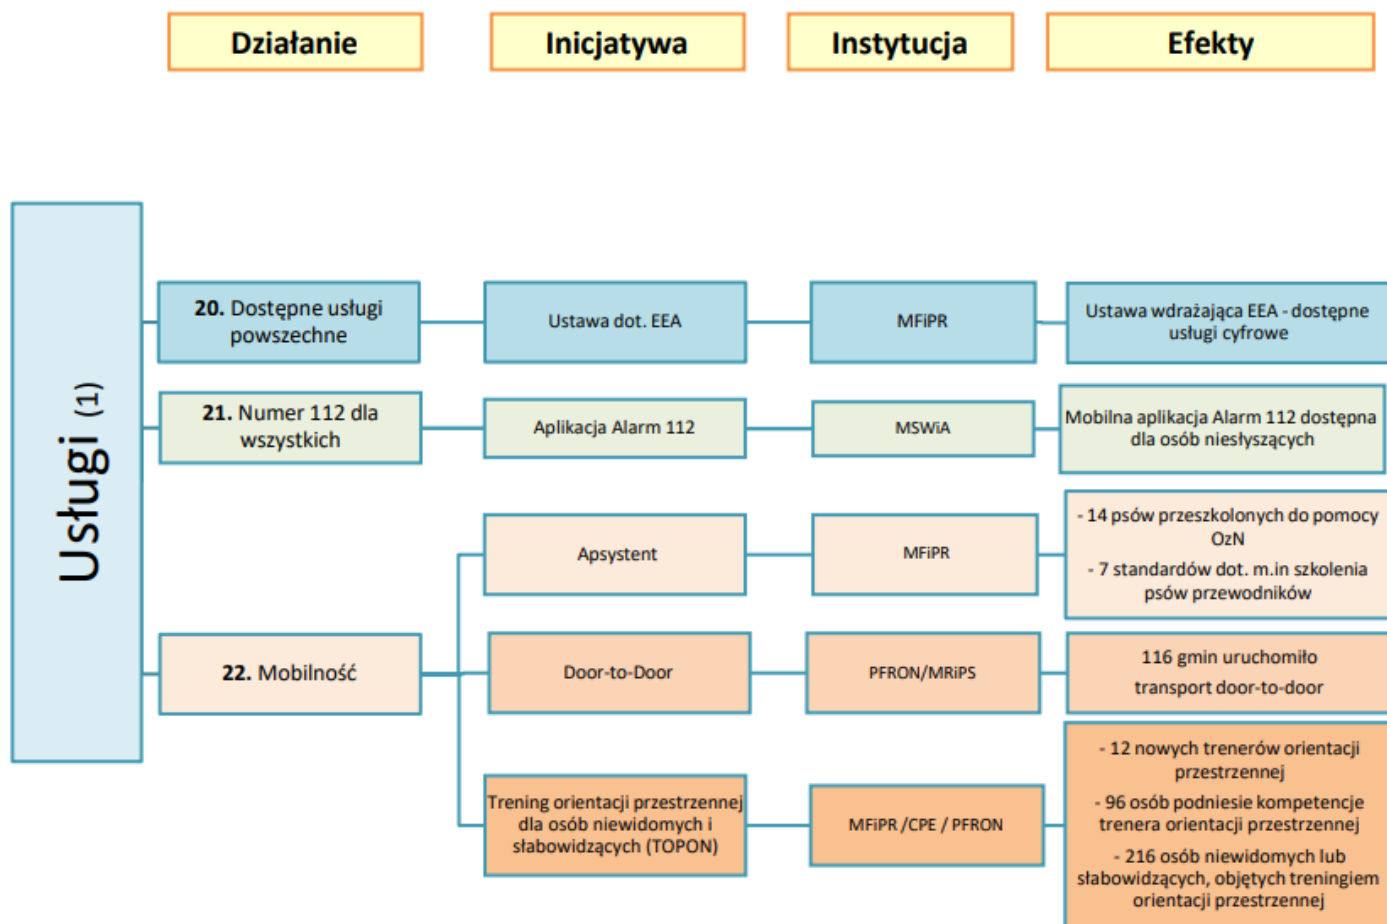 Działanie
Inicjatywa
Instytucja
Efekty
Usługi (1)
20. Dostępne usługi
powszechne
Ustawa dot. EEA
MFiPR
Ustawa wdrażająca EEA - dostępne
usługi cyfrowe
21. Numer 112 dla
wszystkich
Aplikacja Alarm 112
MSWiA
Mobilna aplikacja Alarm 112 dostępna
dla osób niesłyszących
22. Mobilność
Apsystent
MFiPR
- 14 psów przeszkolonych do pomocy
OzN
- 7 standardów dot. m.in szkolenia
psów przewodników
Door-to-Door
PFRON/MRiPS
116 gmin uruchomiło
transport door-to-door
Trening orientacji przestrzennej
dla osób niewidomych i
słabowidzących (TOPON)
MFiPR /CPE / PFRON
- 12 nowych trenerów orientacji
przestrzennej
- 96 osób podniesie kompetencje
trenera orientacji przestrzennej
- 216 osób niewidomych lub
słabowidzących, objętych treningiem
orientacji przestrzennej